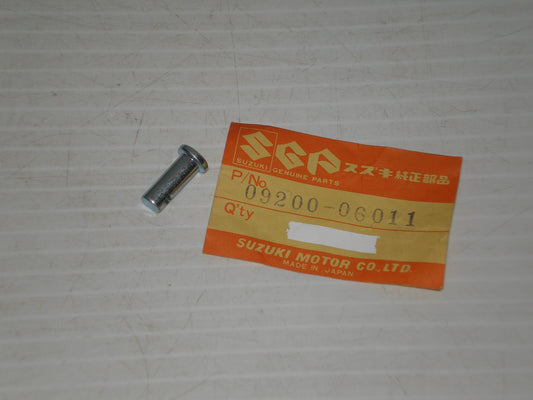 SGP スズキ純正部品
SUZUKI GENUINE PARTS
P/No. 09200-06011
Q'ty
SUZUKI MOTOR CO.,LTD.
MADE IN JAPAN